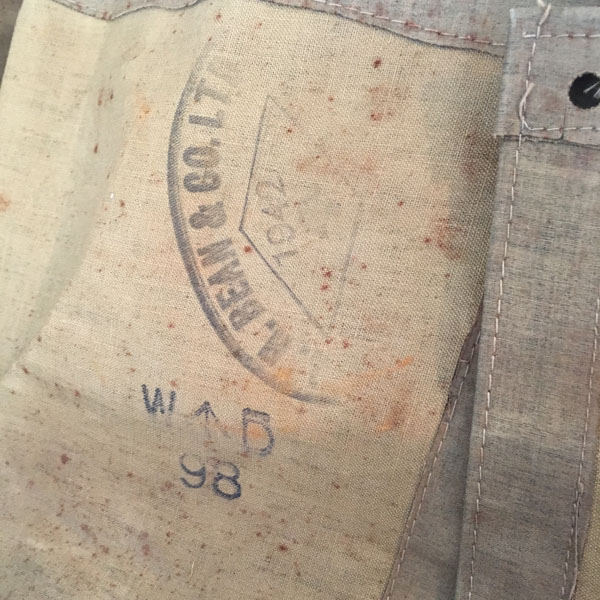 R. BEAN & CO. LTD
1942
W ↑ D
98